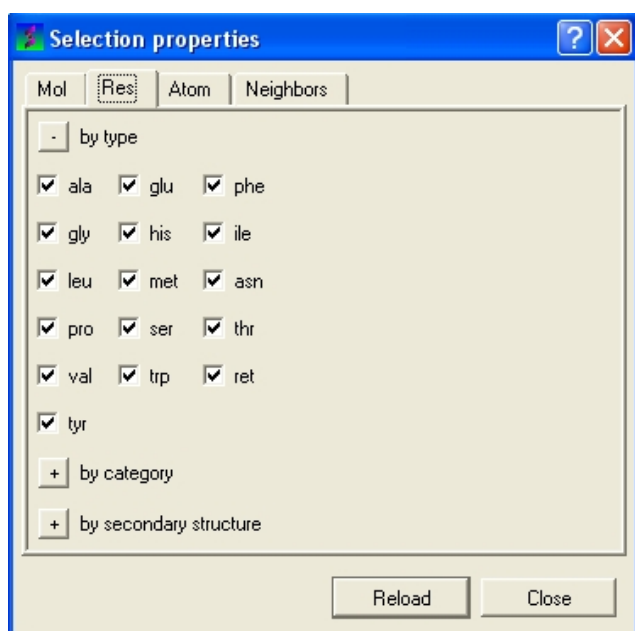 Selection properties
Mol Res Atom Neighbors
- by type
ala glu phe
gly his ile
leu met asn
pro ser thr
val trp ret
tyr
+ by category
+ by secondary structure
Reload Close